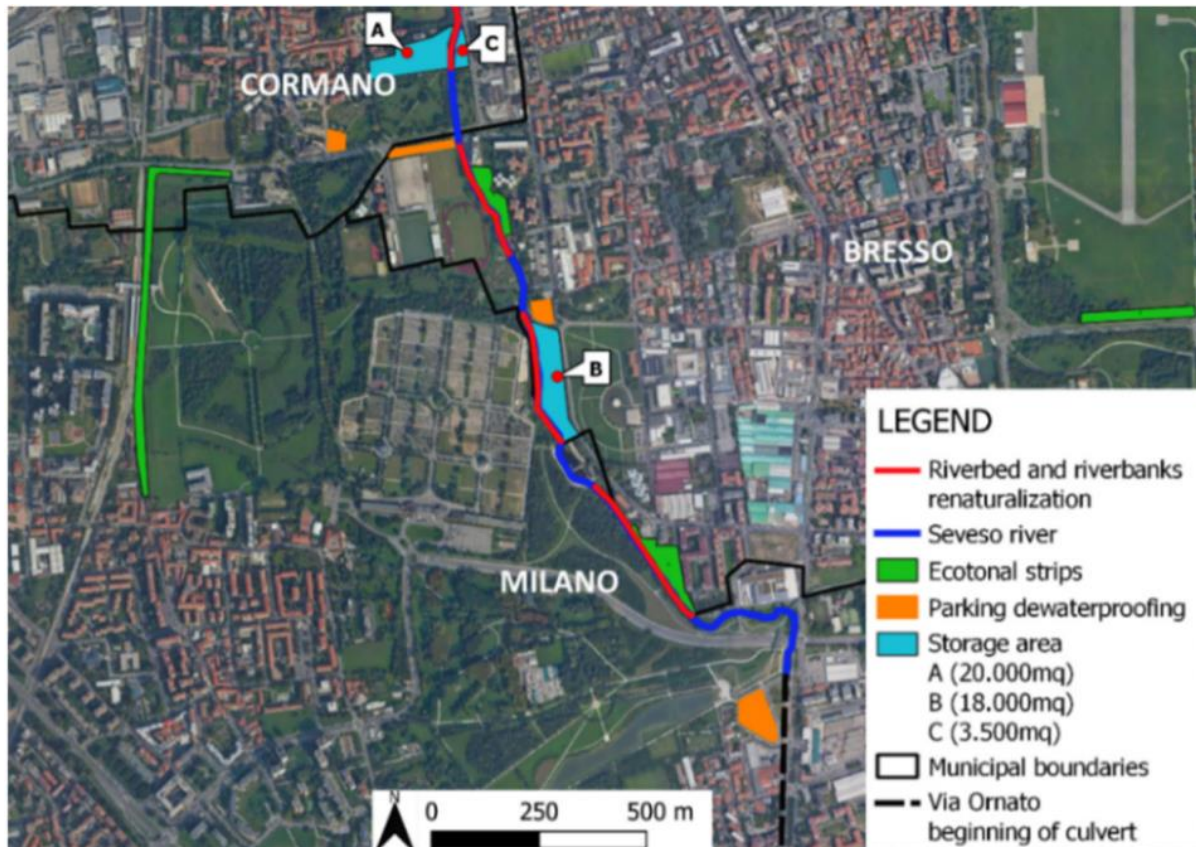 A
C
CORMANO
BRESSO
B
MILANO
LEGEND
Riverbed and riverbanks
renaturalization
Seveso river
Ecotonal strips
Parking dewaterproofing
Storage area
A (20.000mq)
B (18.000mq)
C (3.500mq)
Municipal boundaries
Via Ornato
beginning of culvert
N
0 250 500 m